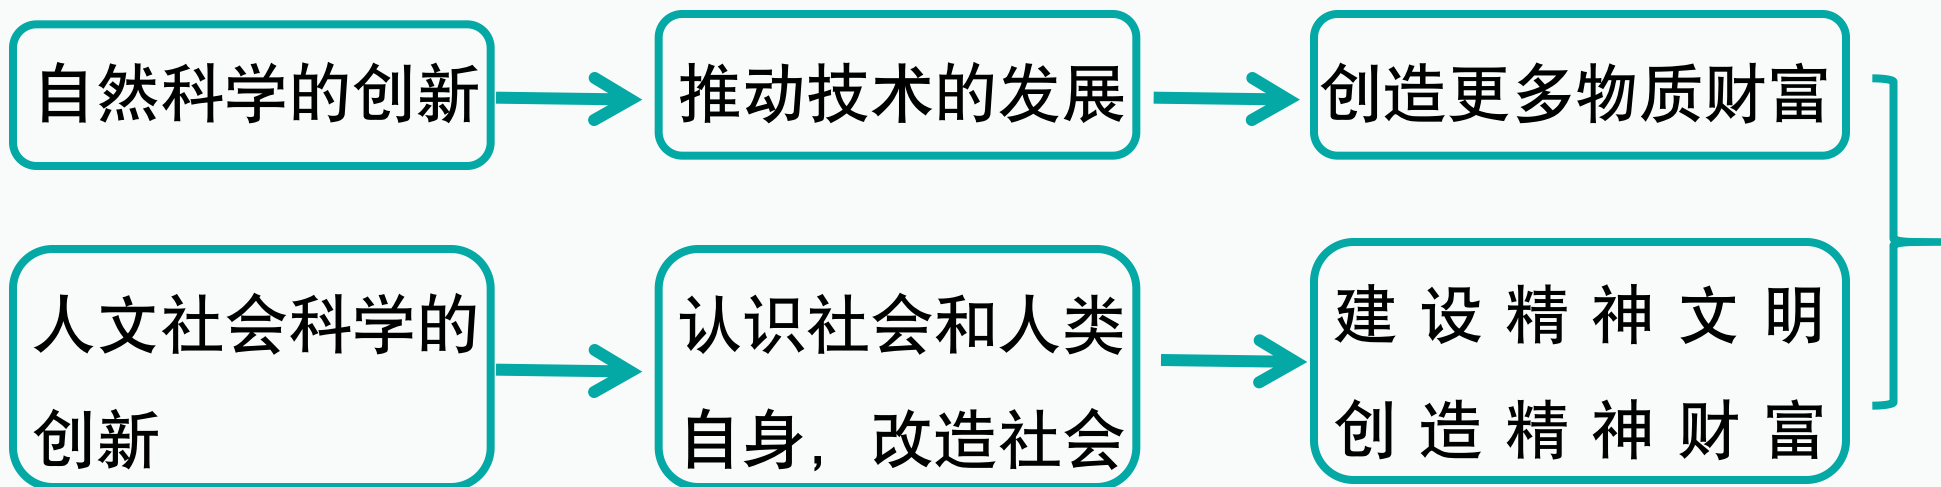 自然科学的创新
推动技术的发展
创造更多物质财富
人文社会科学的
创新
认识社会和人类
自身，改造社会
建设精神文明
创造精神财富